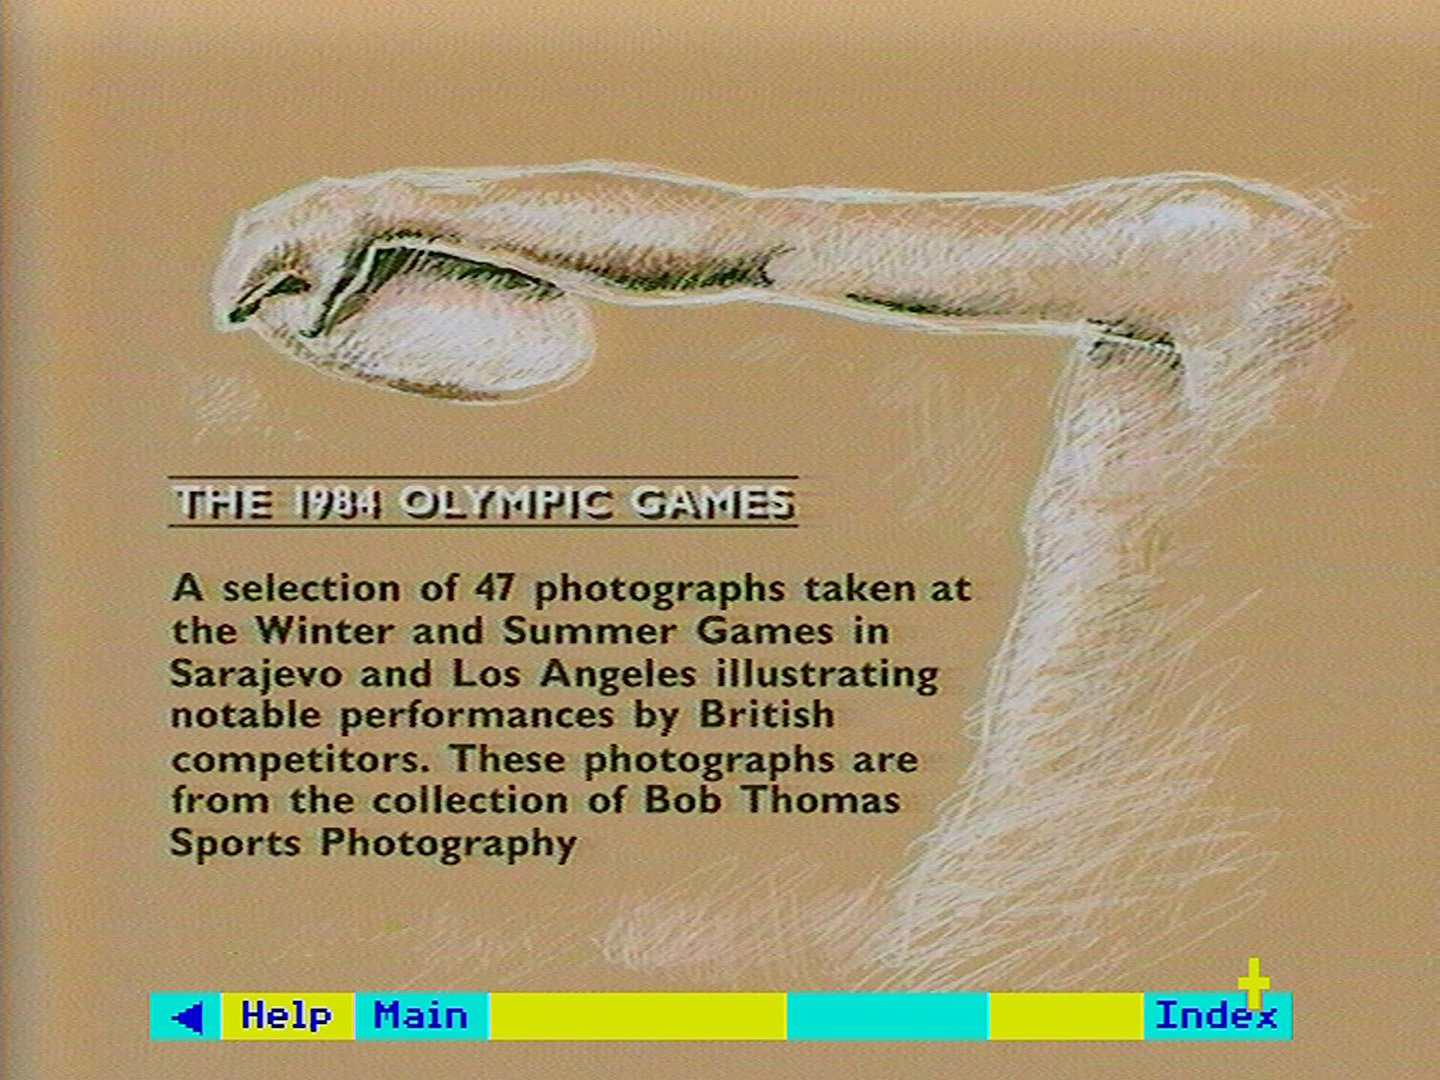 THE 1984 OLYMPIC GAMES
A selection of 47 photographs taken at
the Winter and Summer Games in
Sarajevo and Los Angeles illustrating
notable performances by British
competitors. These photographs are
from the collection of Bob Thomas
Sports Photography
Help Main Index